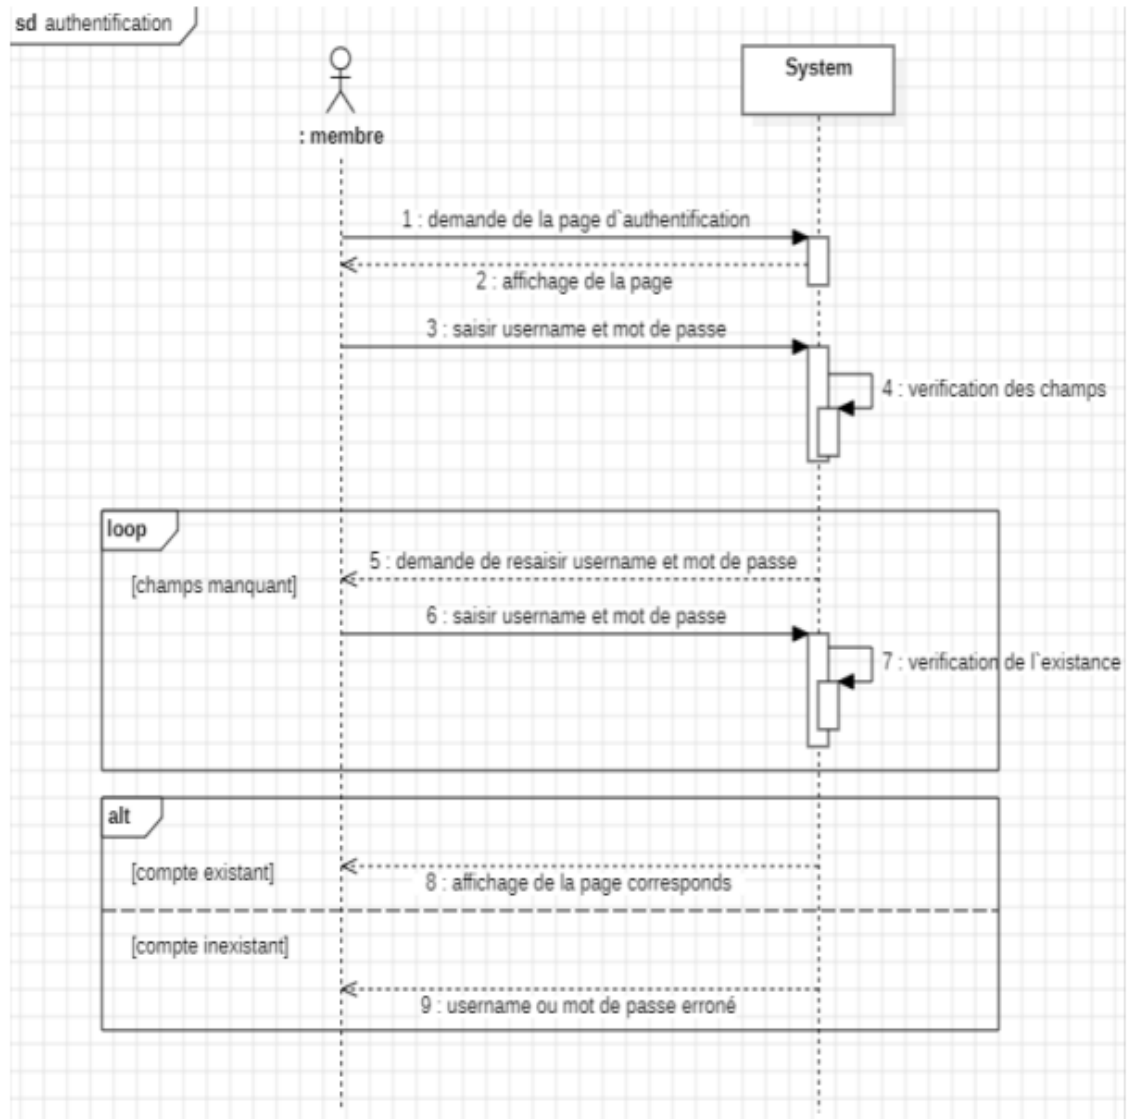 sd authentification
System
: membre
1 : demande de la page d`authentification
2 : affichage de la page
3 : saisir username et mot de passe
4 : verification des champs
loop
5 : demande de resaisir username et mot de passe
[champs manquant]
6 : saisir username et mot de passe
7 : verification de l`existance
alt
[compte existant]
8 : affichage de la page corresponds
[compte inexistant]
9 : username ou mot de passe erroné